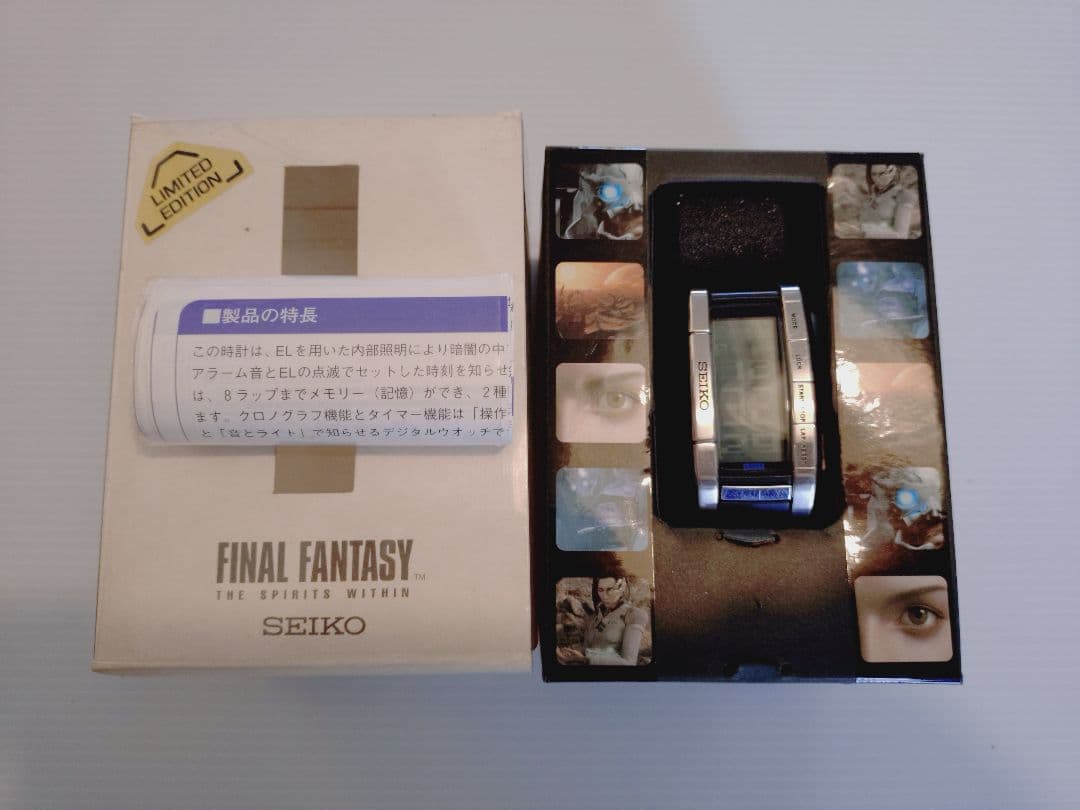 LIMITED
EDITION
■製品の特長
この時計は、ELを用いた内部照明により暗闇の中
アラーム音とELの点滅でセットした時刻を知らせ
は、8ラップまでメモリー（記憶）ができ、2種
ます。クロノグラフ機能とタイマー機能は「操作
と「音とライト」で知らせるデジタルウオッチで
FINAL FANTASY™
THE SPIRITS WITHIN
SEIKO
SEIKO
MODE